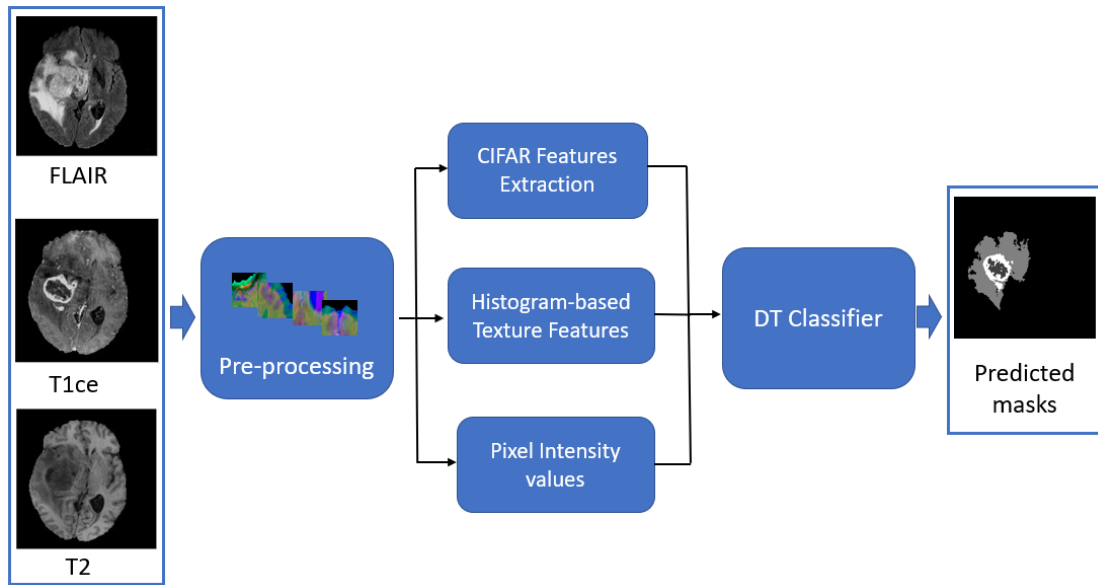 FLAIR
T1ce
T2
Pre-processing
CIFAR Features
Extraction
Histogram-based
Texture Features
Pixel Intensity
values
DT Classifier
Predicted
masks